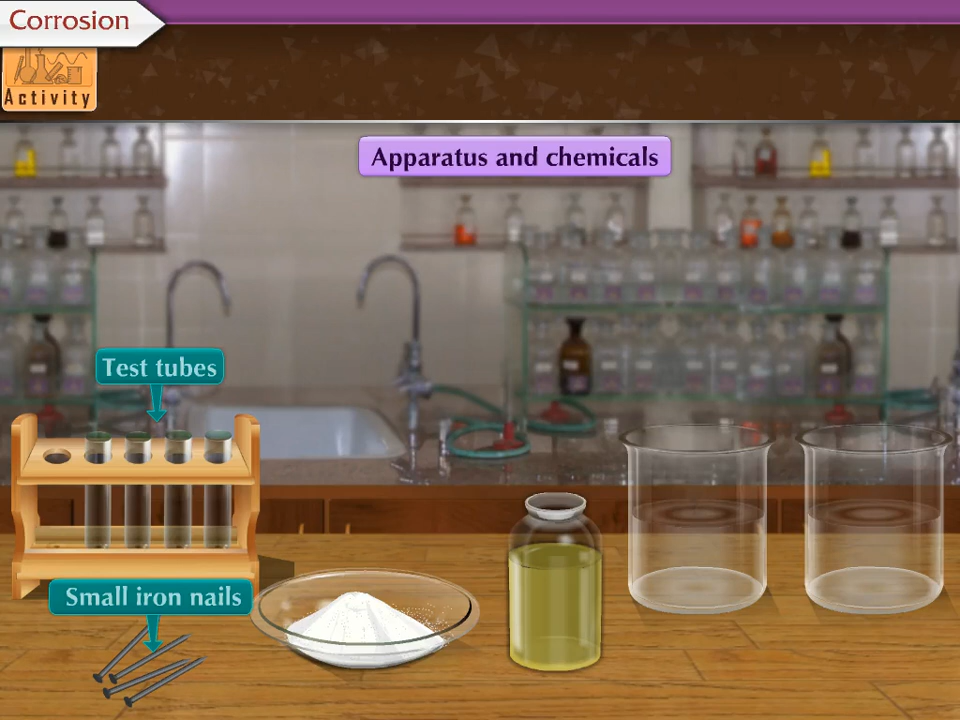 Corrosion
Activity
Apparatus and chemicals
Test tubes
Small iron nails